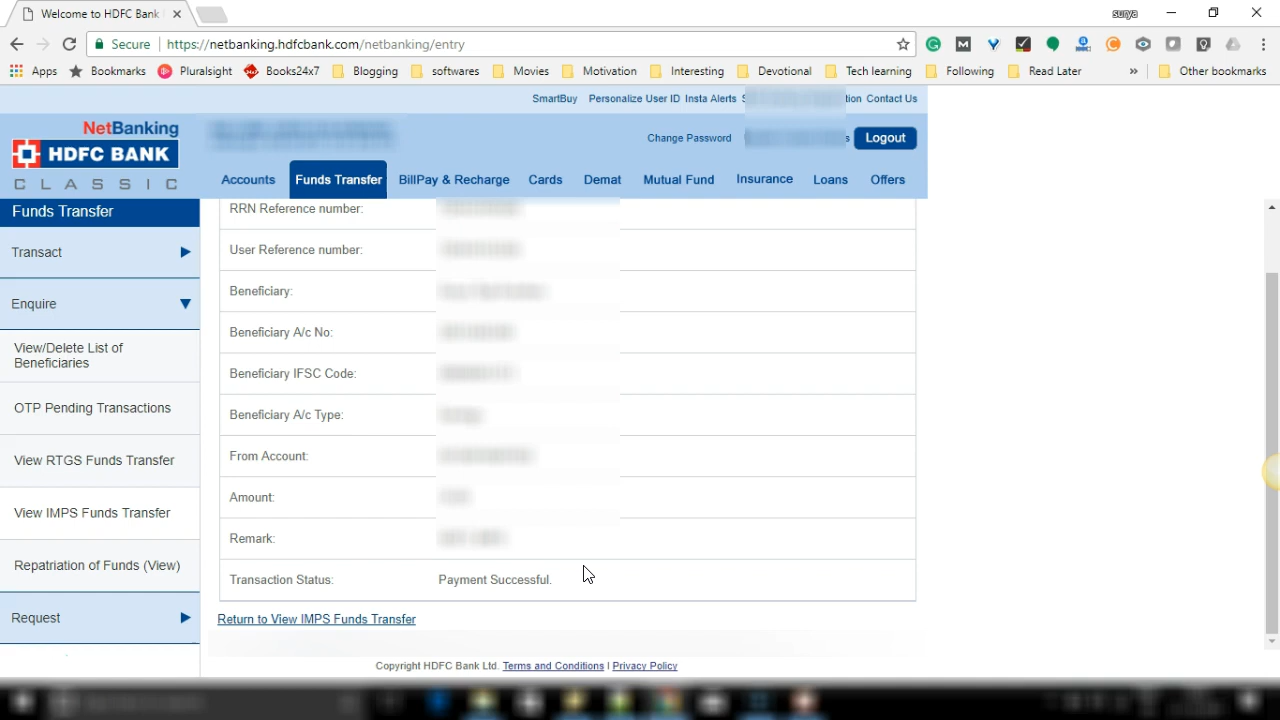 Welcome to HDFC Bank
surya
Secure
https://netbanking.hdfcbank.com/netbanking/entry
Apps
Bookmarks
Pluralsight
Books24x7
Blogging
softwares
Movies
Motivation
Interesting
Devotional
Tech learning
Following
Read Later
»
Other bookmarks
SmartBuy
Personalize User ID
Insta Alerts
Contact Us
NetBanking
HDFC BANK
CLASSIC
Change Password
Logout
Accounts
Funds Transfer
BillPay & Recharge
Cards
Demat
Mutual Fund
Insurance
Loans
Offers
Funds Transfer
Transact
Enquire
View/Delete List of
Beneficiaries
OTP Pending Transactions
View RTGS Funds Transfer
View IMPS Funds Transfer
Repatriation of Funds (View)
Request
RRN Reference number:
User Reference number:
Beneficiary:
Beneficiary A/c No:
Beneficiary IFSC Code:
Beneficiary A/c Type:
From Account:
Amount:
Remark:
Transaction Status: Payment Successful.
Return to View IMPS Funds Transfer
Copyright HDFC Bank Ltd. Terms and Conditions | Privacy Policy